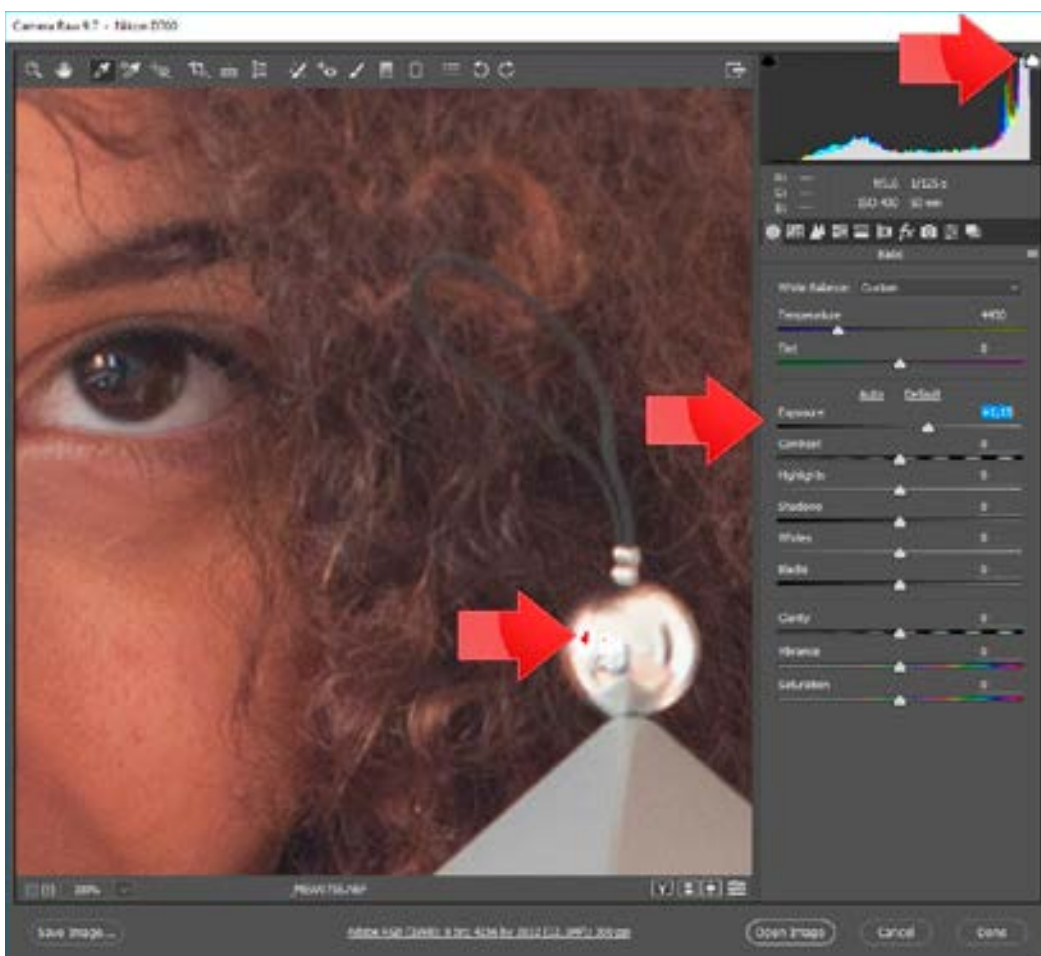 Camera Raw 9.7 - Nikon D700
Basic
White Balance: Custom
Temperature 4400
Tint 0
Auto Default
Exposure
Contrast 0
Highlights 0
Shadows 0
Whites 0
Blacks 0
Clarity 0
Vibrance 0
Saturation 0
200%
Save Image...
Open Image Cancel Done